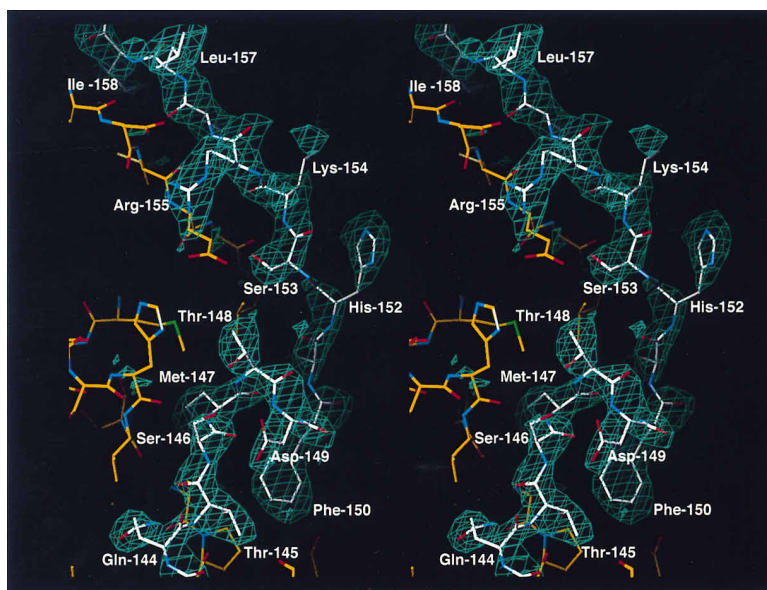 Leu-157 Leu-157
Ile -158 Ile -158
Lys-154 Lys-154
Arg-155 Arg-155
Ser-153 Ser-153
His-152 His-152
Thr-148 Thr-148
Met-147 Met-147
Ser-146 Ser-146
Asp-149 Asp-149
Phe-150 Phe-150
Gln-144 Thr-145 Gln-144 Thr-145